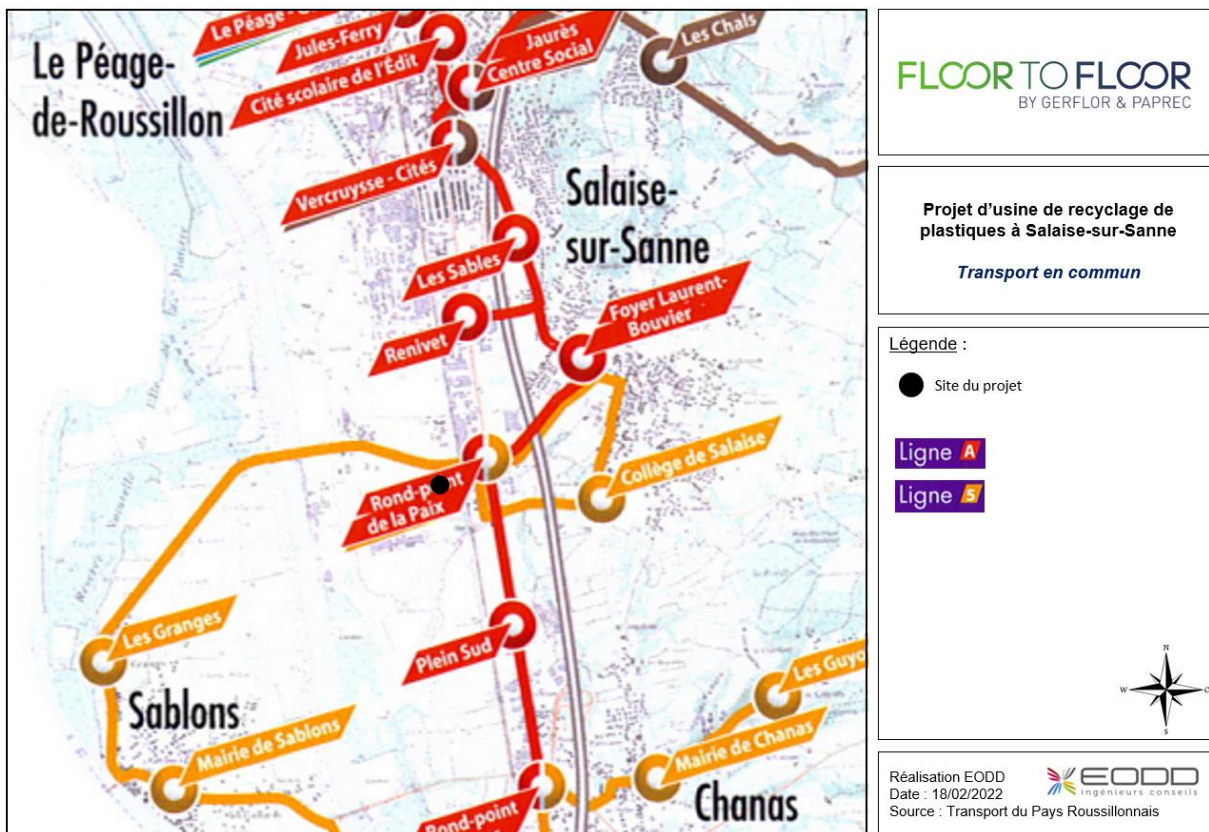 Le Péage-
de-Roussillon
Le Péage -
Jules-Ferry
Cité scolaire de l'Édit
Jaurès
Centre Social
Les Chals
Vercruysse - Cités
Salaise-
sur-Sanne
Les Sables
Renivet
Foyer Laurent-
Bouvier
Rond-point
de la Paix
Collège de Salaise
Les Granges
Plein Sud
Sablons
Mairie de Sablons
Les Guyo
Mairie de Chanas
Rond-point
Chanas
FLOOR TO FLOOR
BY GERFLOR & PAPREC
Projet d'usine de recyclage de
plastiques à Salaise-sur-Sanne
Transport en commun
Légende :
Site du projet
Ligne A
Ligne 5
N
W
S
Réalisation EODD
Date : 18/02/2022
Source : Transport du Pays Roussillonnais
EODD
ingénieurs conseils